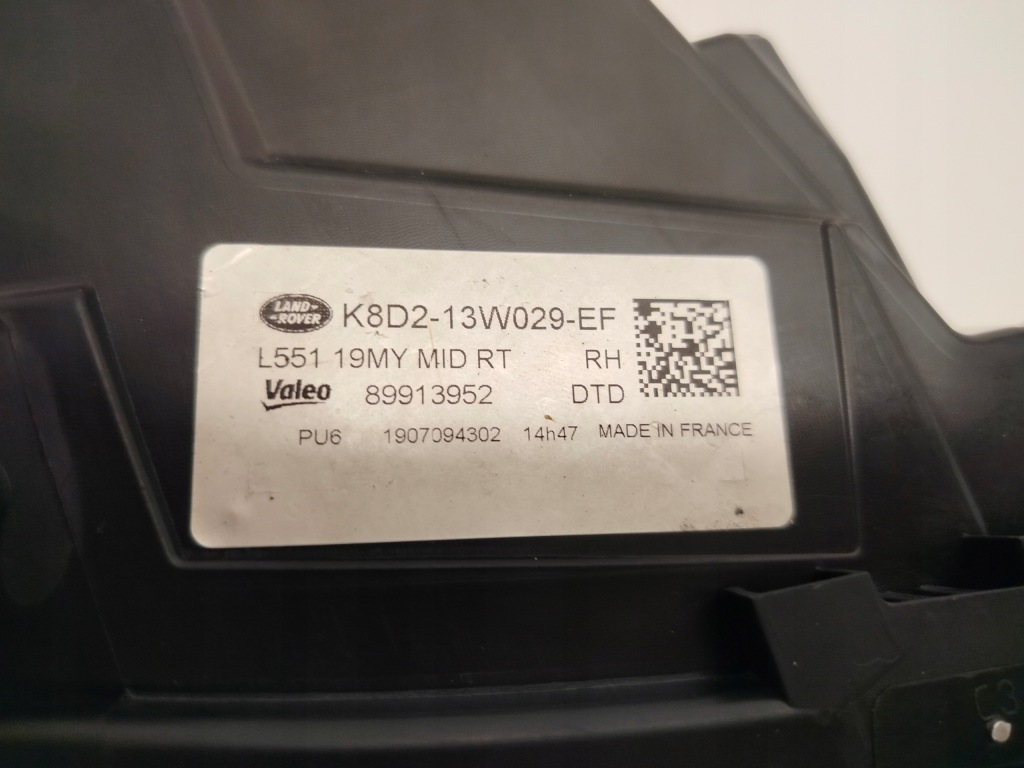 LAND-
-ROVER
K8D2-13W029-EF
L551 19MY MID RT RH
Valeo 89913952 DTD
PU6 1907094302 14h47 MADE IN FRANCE